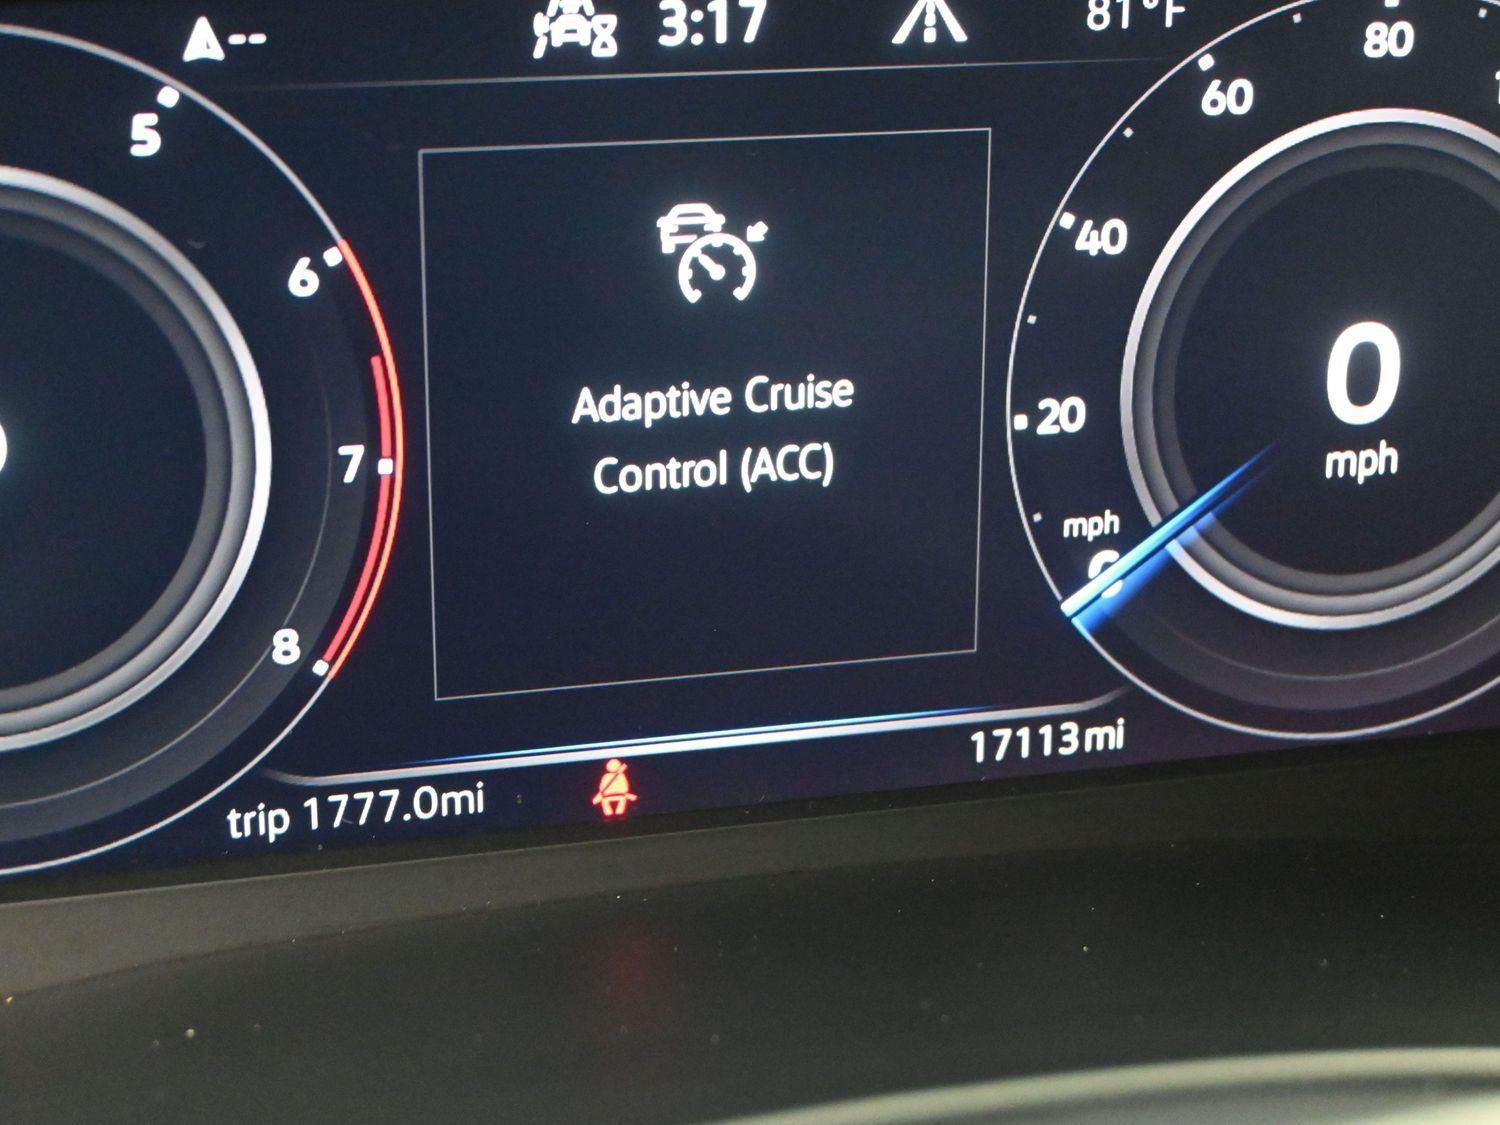 --
3:17
81°F
5
6
7
8
Adaptive Cruise
Control (ACC)
80
60
40
20
mph
0
mph
trip 1777.0mi
17113mi